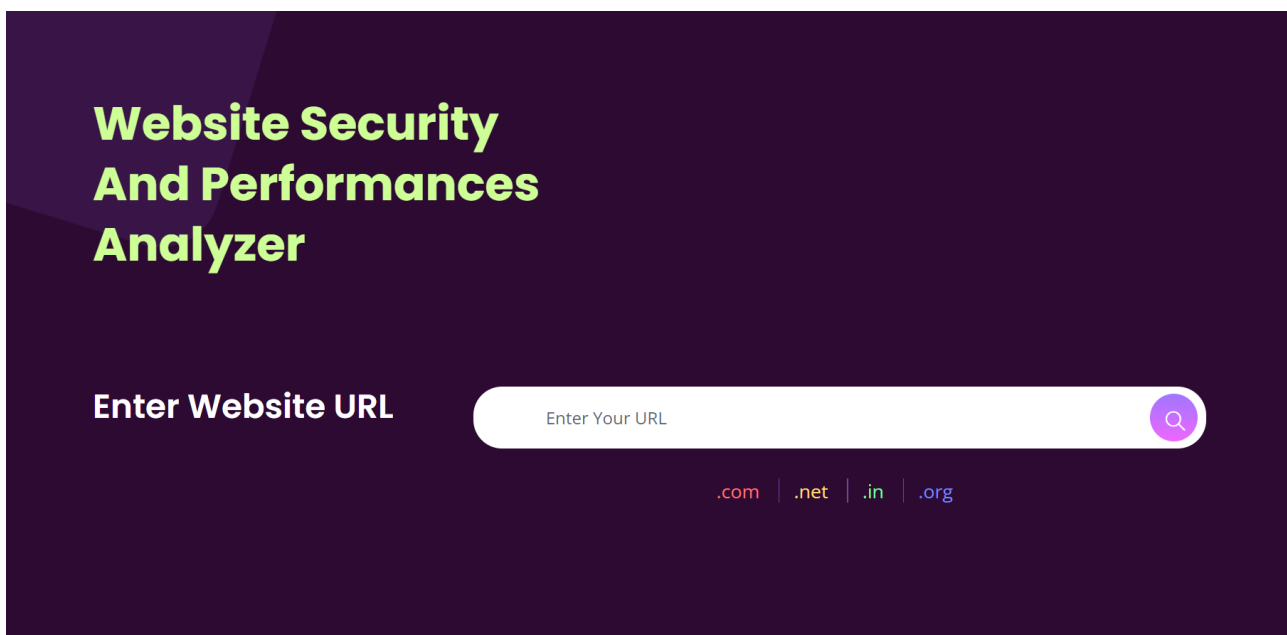 Website Security
And Performances
Analyzer
Enter Website URL
Enter Your URL
.com .net .in .org